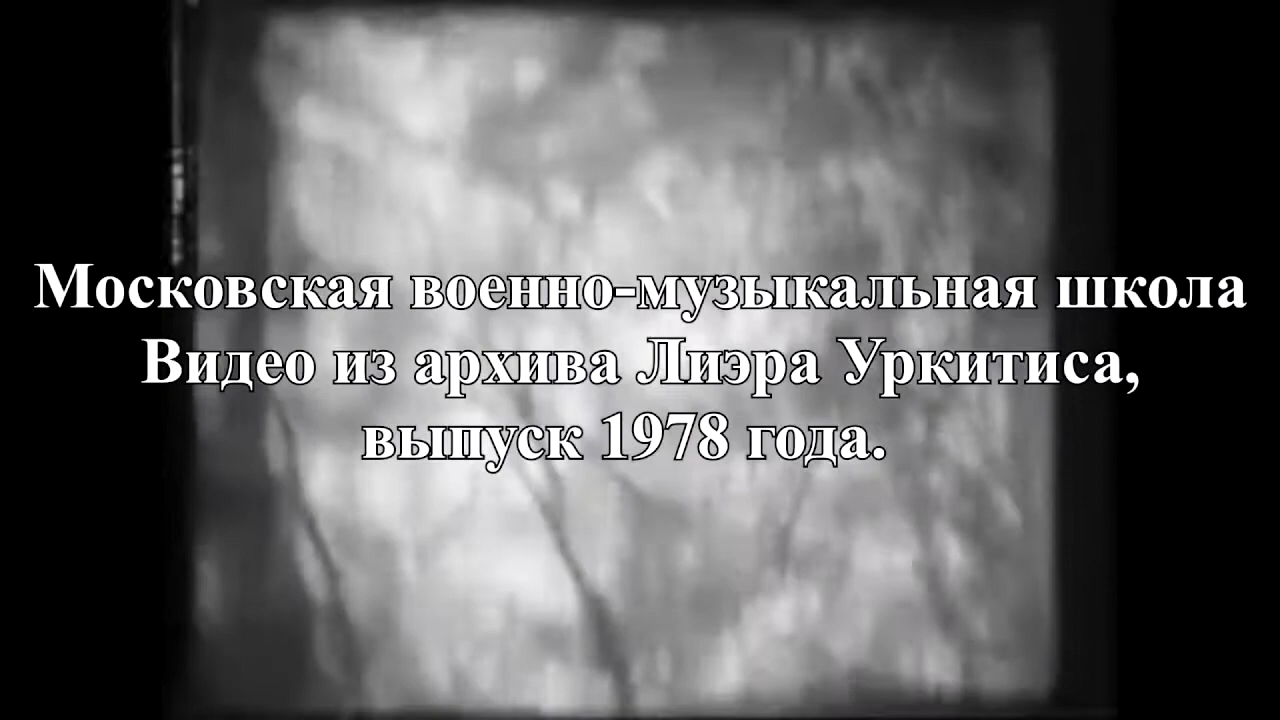 Московская военно-музыкальная школа
Видео из архива Лиэра Уркитиса,
выпуск 1978 года.